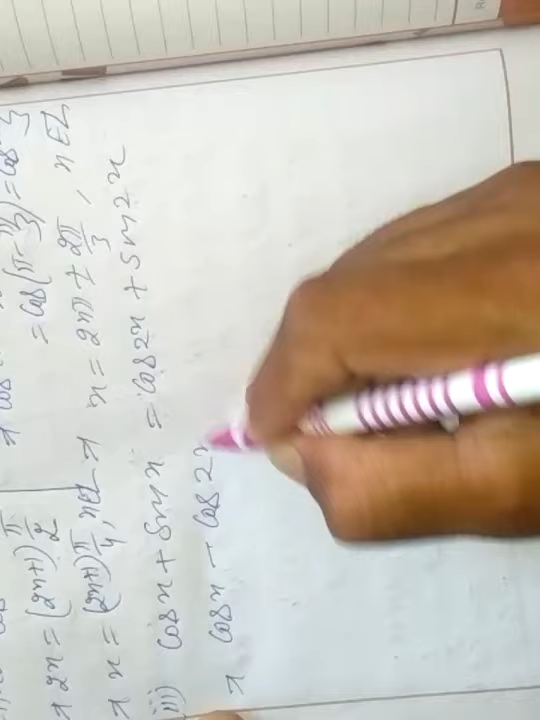 = cos(π - π/3) = cos
⇒ 2x = (2n+1) π/2
⇒ x = (2n+1) π/4, n∈Z ⇒ x = 2nπ ± 2π/3, n∈Z
iii) cos x + sin x = cos 2x + sin 2x
⇒ cos x - cos 2